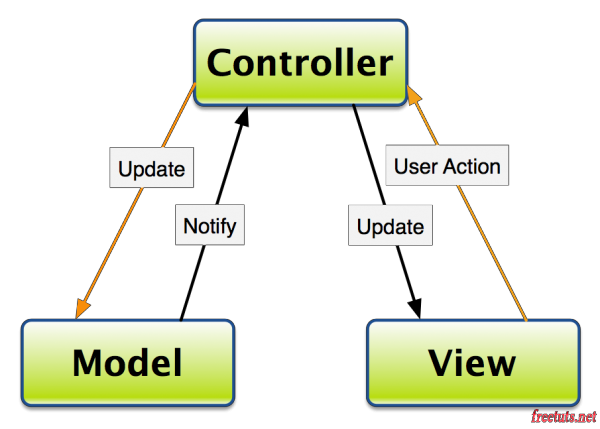 Controller
Update
User Action
Notify
Update
Model
View
freetuts.net